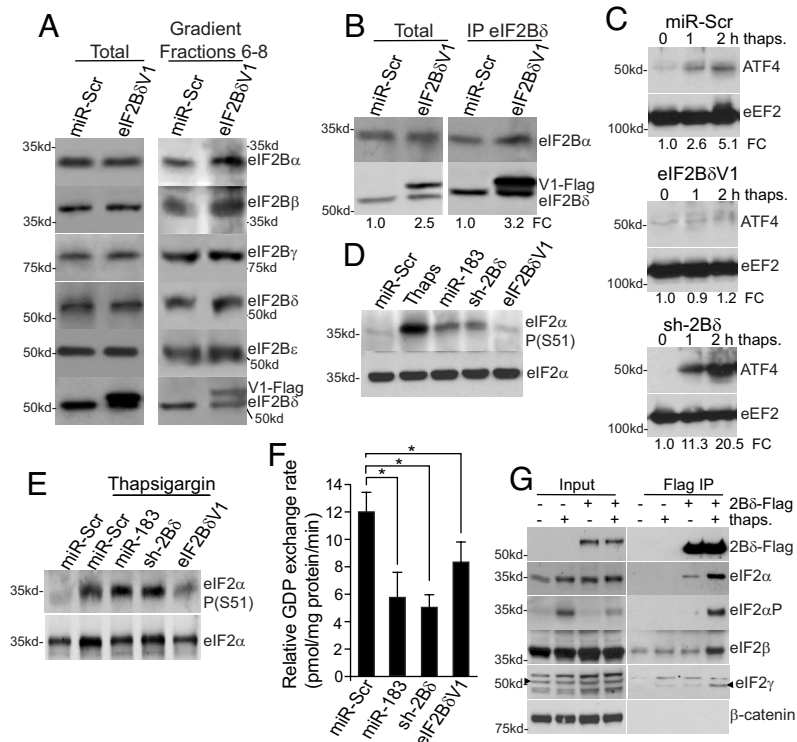 A
Gradient
Total Fractions 6-8
miR-Scr eIF2BδV1 miR-Scr eIF2BδV1
35kd -35kd
eIF2Bα
35kd- eIF2Bβ -35kd
eIF2Bγ
75kd- -75kd
eIF2Bδ
50kd- 50kd
50kd- eIF2Bε 50kd
V1-Flag
50kd- eIF2Bδ
50kd
B
Total IP eIF2Bδ
miR-Scr eIF2BδV1 miR-Scr eIF2BδV1
35kd- eIF2Bα
V1-Flag
50kd- eIF2Bδ
1.0 2.5 1.0 3.2 FC
C
miR-Scr
0 1 2 h thaps.
50kd- ATF4
eEF2
100kd-
1.0 2.6 5.1 FC
eIF2BδV1
0 1 2 h thaps.
50kd- ATF4
eEF2
100kd-
1.0 0.9 1.2 FC
sh-2Bδ
0 1 2 h thaps.
50kd- ATF4
eEF2
100kd-
1.0 11.3 20.5 FC
D
miR-Scr Thaps miR-183 sh-2Bδ eIF2BδV1
35kd- eIF2α
P(S51)
35kd- eIF2α
E
Thapsigargin
miR-Scr miR-Scr miR-183 sh-2Bδ eIF2BδV1
35kd- eIF2α
P(S51)
35kd- eIF2α
F
Relative GDP exchange rate
(pmol/mg protein/min)
14
12
10
8
6
4
2
0
*
*
*
miR-Scr miR-183 sh-2Bδ eIF2BδV1
G
Input Flag IP
- - + + - - + + 2Bδ-Flag
- + - + - + - + thaps.
50kd- 2Bδ-Flag
35kd- eIF2α
35kd- eIF2αP
35kd- eIF2β
50kd eIF2γ
75kd- β-catenin